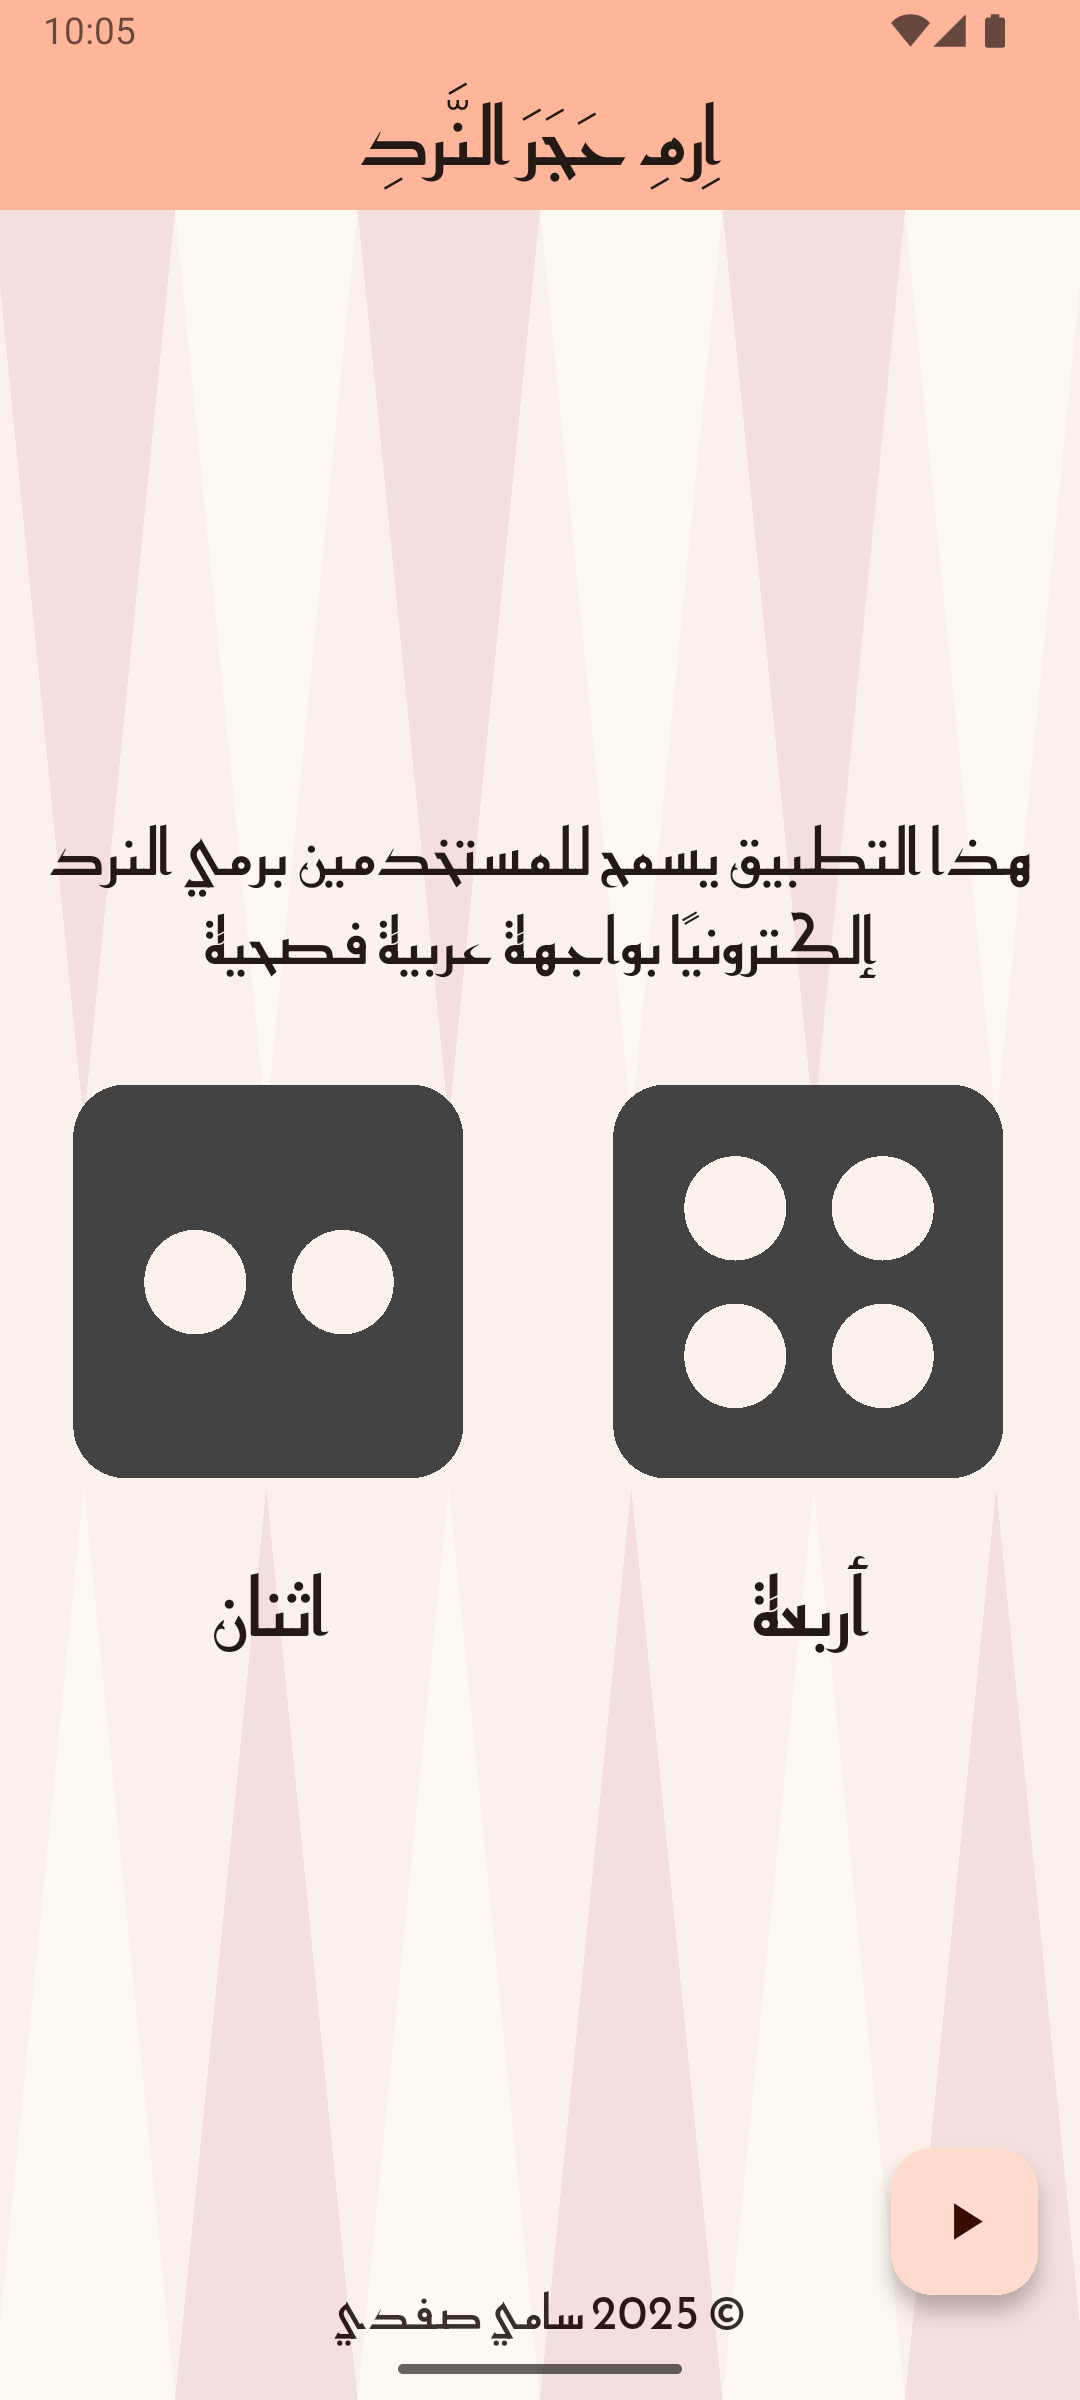 10:05
اِرمِ حَجَرَ النَّردِ
هذا التطبيق يسمح للمستخدمين برمي النرد
إلكترونيًا بواجهة عربية فصحية
أربعة
اثنان
© 2025 سامي صفدي